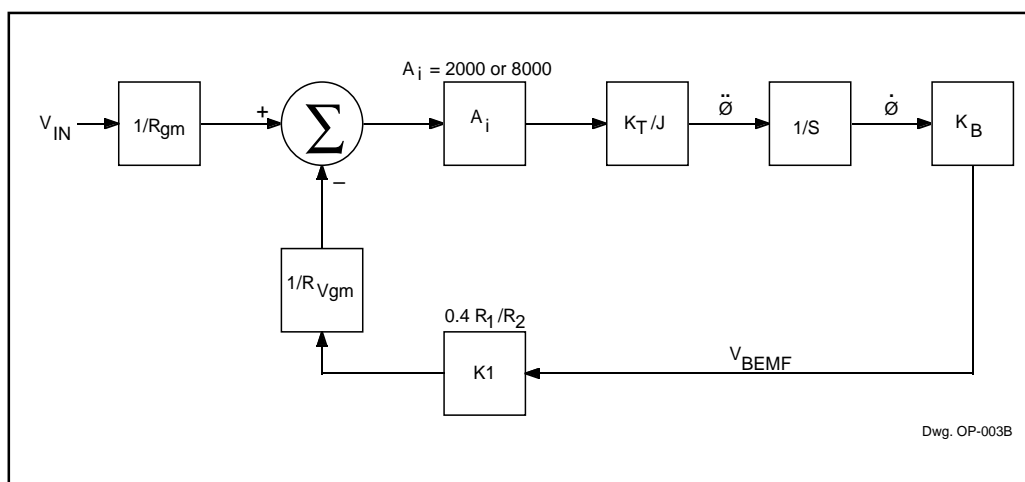 A i = 2000 or 8000
V IN
1/Rgm
+
Σ
−
A i
K T /J
Ø̈
1/S
Ø̇
K B
1/R Vgm
0.4 R 1 /R 2
K1
V BEMF
Dwg. OP-003B